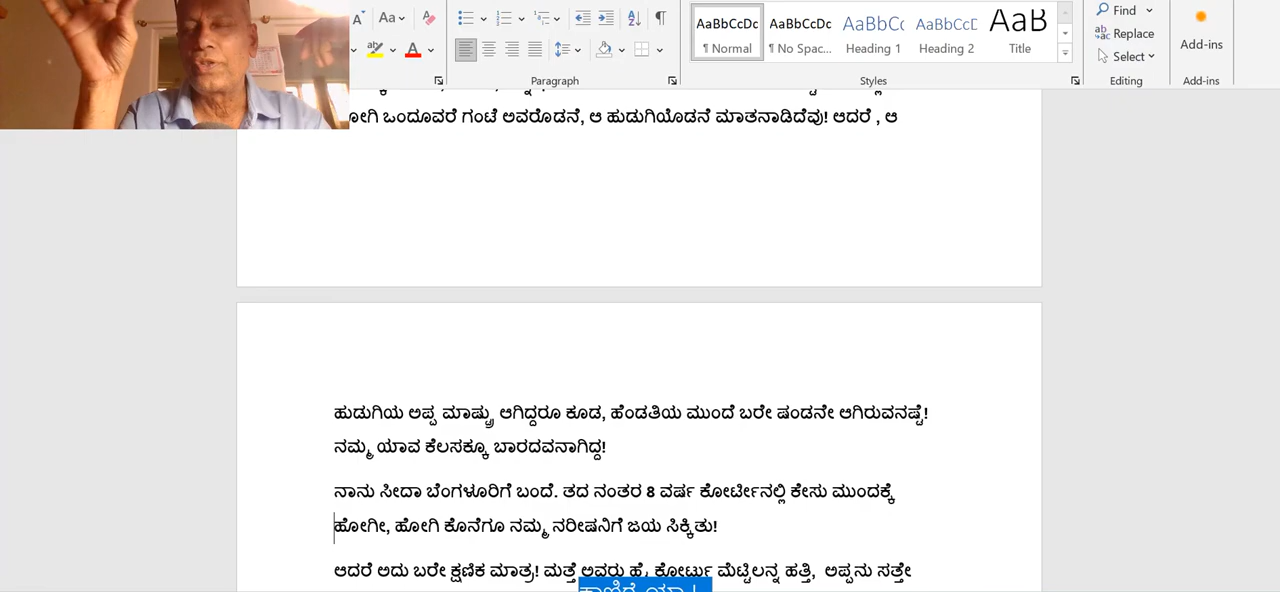 Aa
AaBbCcDc
AaBbCcDc
AaBbCc
AaBbCcD
AaB
¶ Normal
¶ No Spac...
Heading 1
Heading 2
Title
Find
Replace
Select
Add-ins
Paragraph
Styles
Editing
Add-ins
ಒಂದೂವರೆ ಗಂಟೆ ಅವರೊಡನೆ, ಆ ಹುಡುಗಿಯೊಡನೆ ಮಾತನಾಡಿದೆವು! ಆದರೆ , ಆ
ಹುಡುಗಿಯ ಅಪ್ಪ ಮಾಷ್ಟ್ರು ಆಗಿದ್ದರೂ ಕೂಡ, ಹೆಂಡತಿಯ ಮುಂದೆ ಬರೇ ಷಂಡನೇ ಆಗಿರುವನಷ್ಟೆ!
ನಮ್ಮ ಯಾವ ಕೆಲಸಕ್ಕೂ ಬಾರದವನಾಗಿದ್ದ!
ನಾನು ಸೀದಾ ಬೆಂಗಳೂರಿಗೆ ಬಂದೆ. ತದ ನಂತರ 8 ವರ್ಷ ಕೋರ್ಟೀನಲ್ಲಿ ಕೇಸು ಮುಂದಕ್ಕೆ
ಹೋಗೀ, ಹೋಗಿ ಕೊನೆಗೂ ನಮ್ಮ ನರೀಷನಿಗೆ ಜಯ ಸಿಕ್ಕಿತು!
ಆದರೆ ಅದು ಬರೇ ಕ್ಷಣಿಕ ಮಾತ್ರ! ಮತ್ತೆ ಅವರು ಹೈ ಕೋರ್ಟು ಮೆಟ್ಟಿಲನ್ನ ಹತ್ತಿ, ಅಪ್ಪನು ಸತ್ತೇ